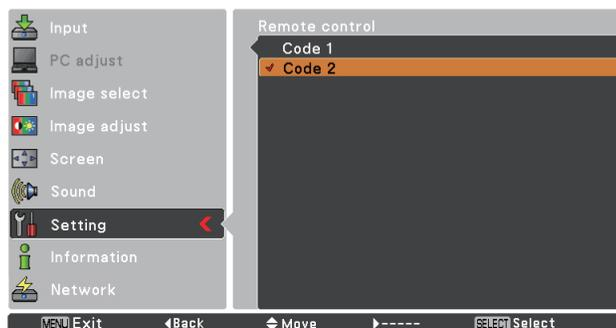 Input
PC adjust
Image select
Image adjust
Screen
Sound
Setting
Information
Network
Remote control
Code 1
Code 2
MENU Exit ◀Back Move ▶----- SELECT Select